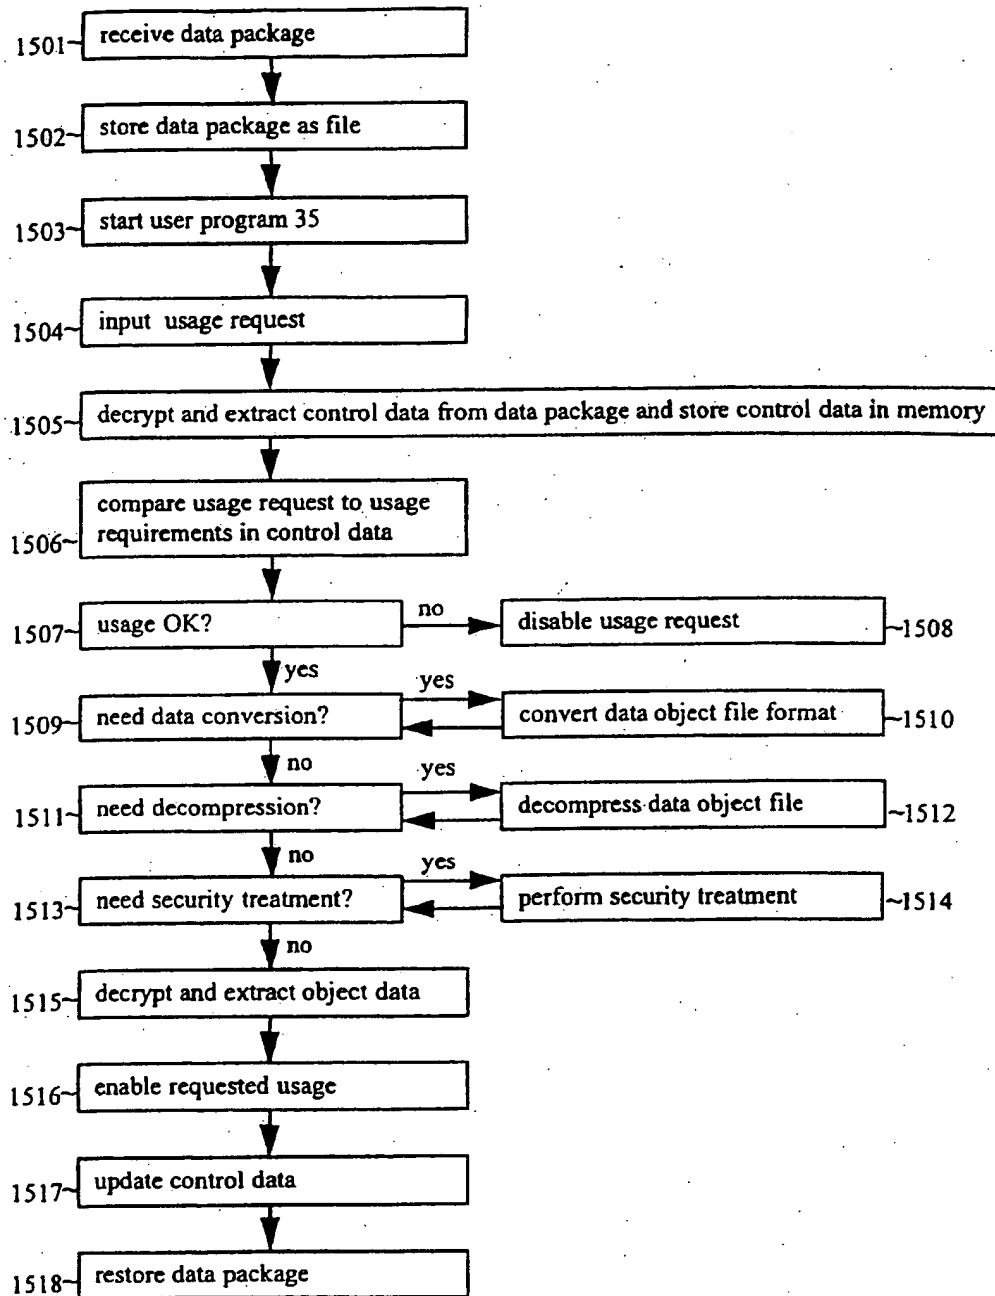 1501 receive data package
1502 store data package as file
1503 start user program 35
1504 input usage request
1505 decrypt and extract control data from data package and store control data in memory
compare usage request to usage
1506 requirements in control data
1507 usage OK? no disable usage request 1508
yes
1509 need data conversion? yes convert data object file format 1510
no
1511 need decompression? yes decompress data object file 1512
no
1513 need security treatment? yes perform security treatment 1514
no
1515 decrypt and extract object data
1516 enable requested usage
1517 update control data
1518 restore data package